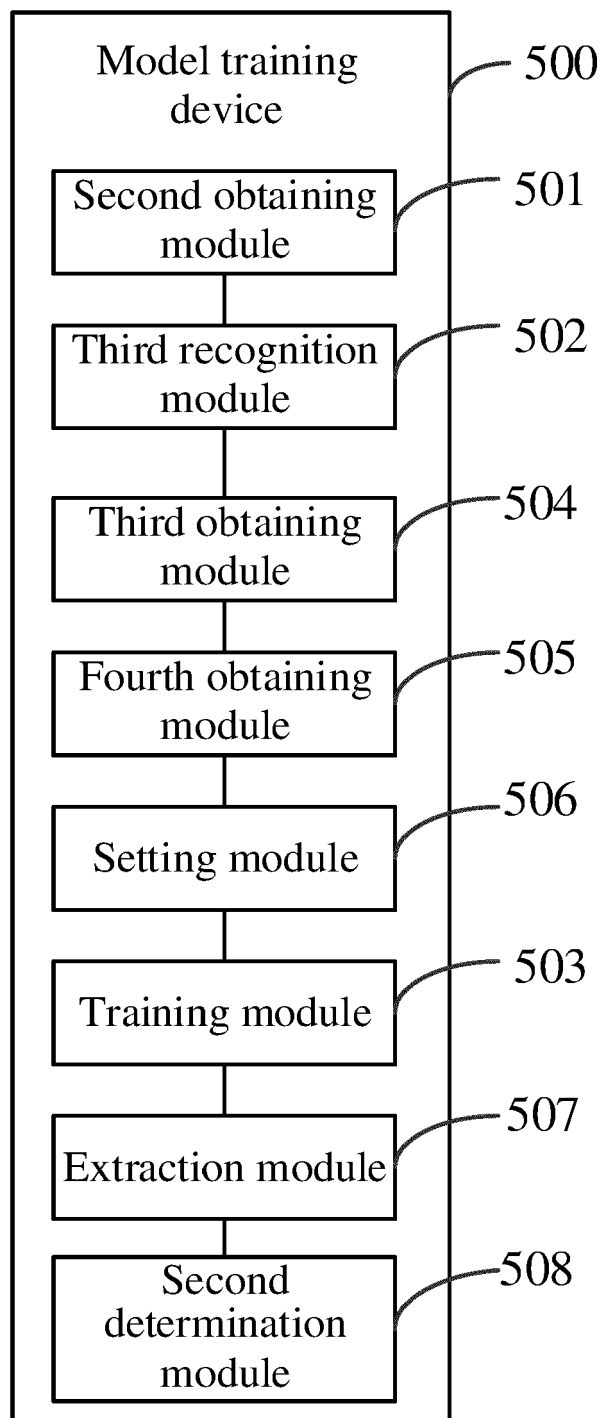 Model training
device
500
Second obtaining
module
501
Third recognition
module
502
Third obtaining
module
504
Fourth obtaining
module
505
Setting module
506
Training module
503
Extraction module
507
Second
determination
module
508